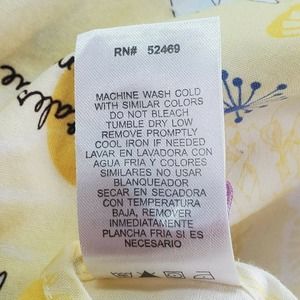 RN# 52469
MACHINE WASH COLD
WITH SIMILAR COLORS
DO NOT BLEACH
TUMBLE DRY LOW
REMOVE PROMPTLY
COOL IRON IF NEEDED
LAVAR EN LAVADORA CON
AGUA FRIA Y COLORES
SIMILARES NO USAR
BLANQUEADOR
SECAR EN SECADORA
CON TEMPERATURA
BAJA, REMOVER
INMEDIATAMENTE
PLANCHA FRIA SI ES
NECESARIO